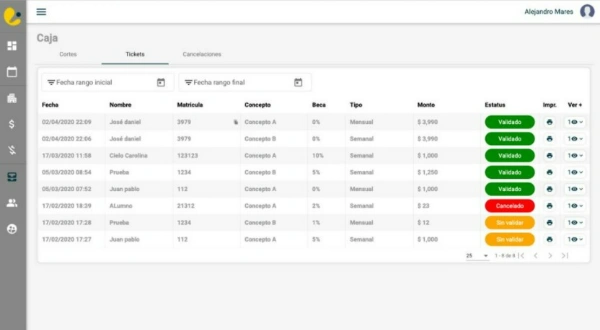 Alejandro Mares
Caja
Cortes Tickets Cancelaciones
Fecha rango inicial Fecha rango final
Fecha Nombre Matrícula Concepto Beca Tipo Monto Estatus Impr. Ver +
02/04/2020 22:09 José daniel 3979 Concepto A 0% Mensual $ 3,990 Validado 1
02/04/2020 22:06 José daniel 3979 Concepto B 0% Mensual $ 3,990 Validado 1
17/03/2020 11:58 Cielo Carolina 123123 Concepto A 10% Semanal $ 1,000 Validado 1
05/03/2020 08:54 Prueba 1234 Concepto B 5% Semanal $ 1,250 Validado 1
05/03/2020 07:52 Juan pablo 112 Concepto A 0% Mensual $ 1,000 Validado 1
17/02/2020 18:39 ALumno 21312 Concepto A 2% Semanal $ 23 Cancelado 1
17/02/2020 17:28 Prueba 1234 Concepto B 1% Mensual $ 12 Sin validar 1
17/02/2020 17:27 Juan pablo 112 Concepto A 5% Semanal $ 1,000 Sin validar 1
25 1 - 8 de 8